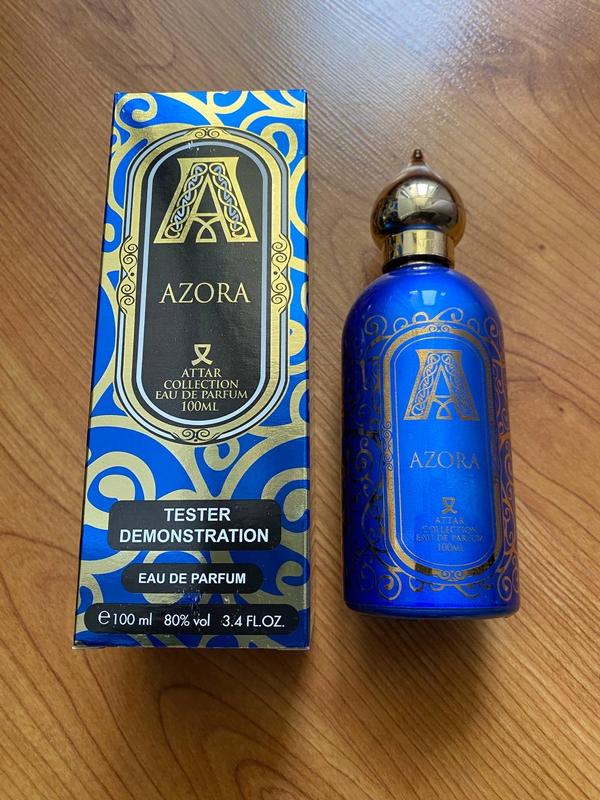 A
AZORA
ATTAR
COLLECTION
EAU DE PARFUM
100ML
TESTER
DEMONSTRATION
EAU DE PARFUM
℮100 ml 80% vol 3.4 FL.OZ.
A
AZORA
ATTAR
COLLECTION
EAU DE PARFUM
100ML